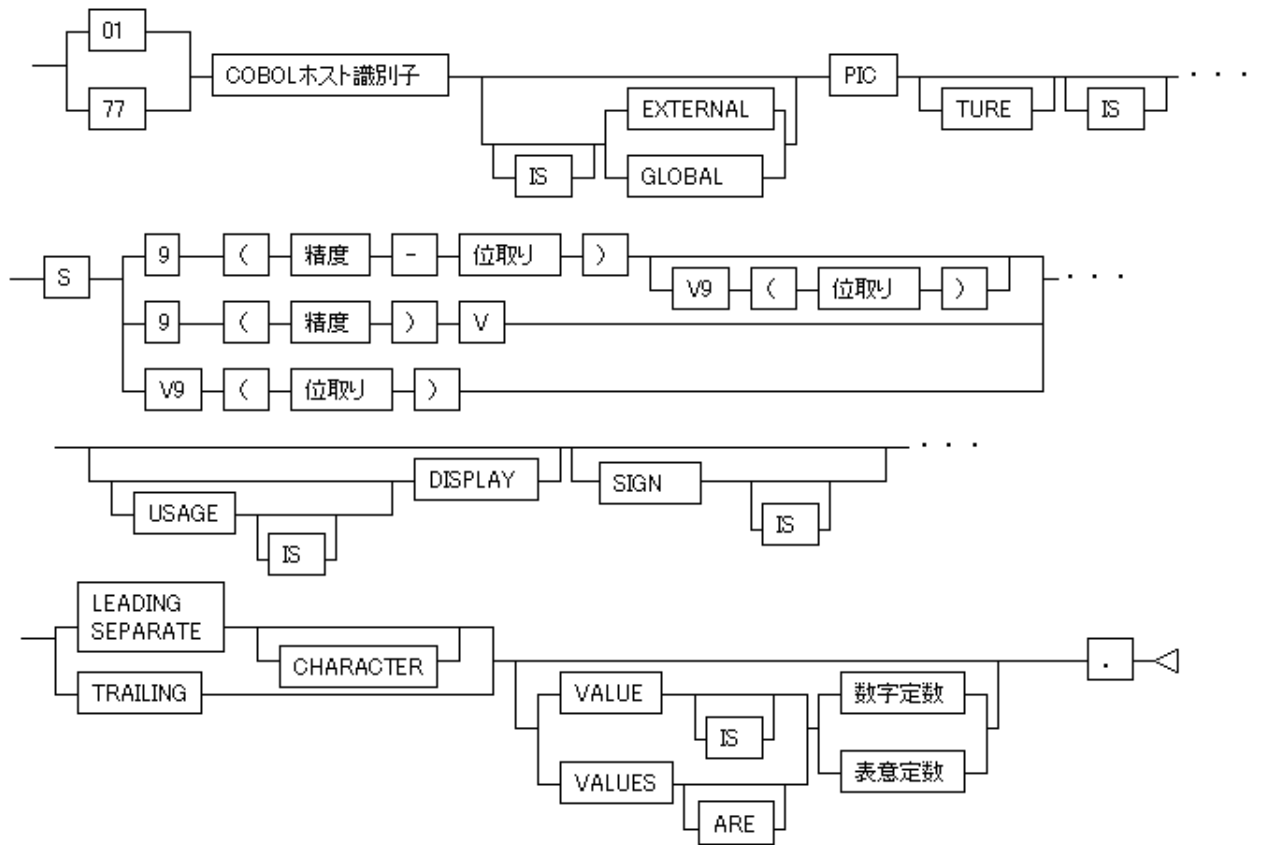 01
77
COBOLホスト識別子
IS
EXTERNAL
GLOBAL
PIC
TURE
IS
・・・
S
9 ( 精度 - 位取り )
V9 ( 位取り )
9 ( 精度 ) V
V9 ( 位取り )
・・・
USAGE
IS
DISPLAY
SIGN
IS
・・・
LEADING
SEPARATE
CHARACTER
TRAILING
VALUE
IS
VALUES
ARE
数字定数
表意定数
.